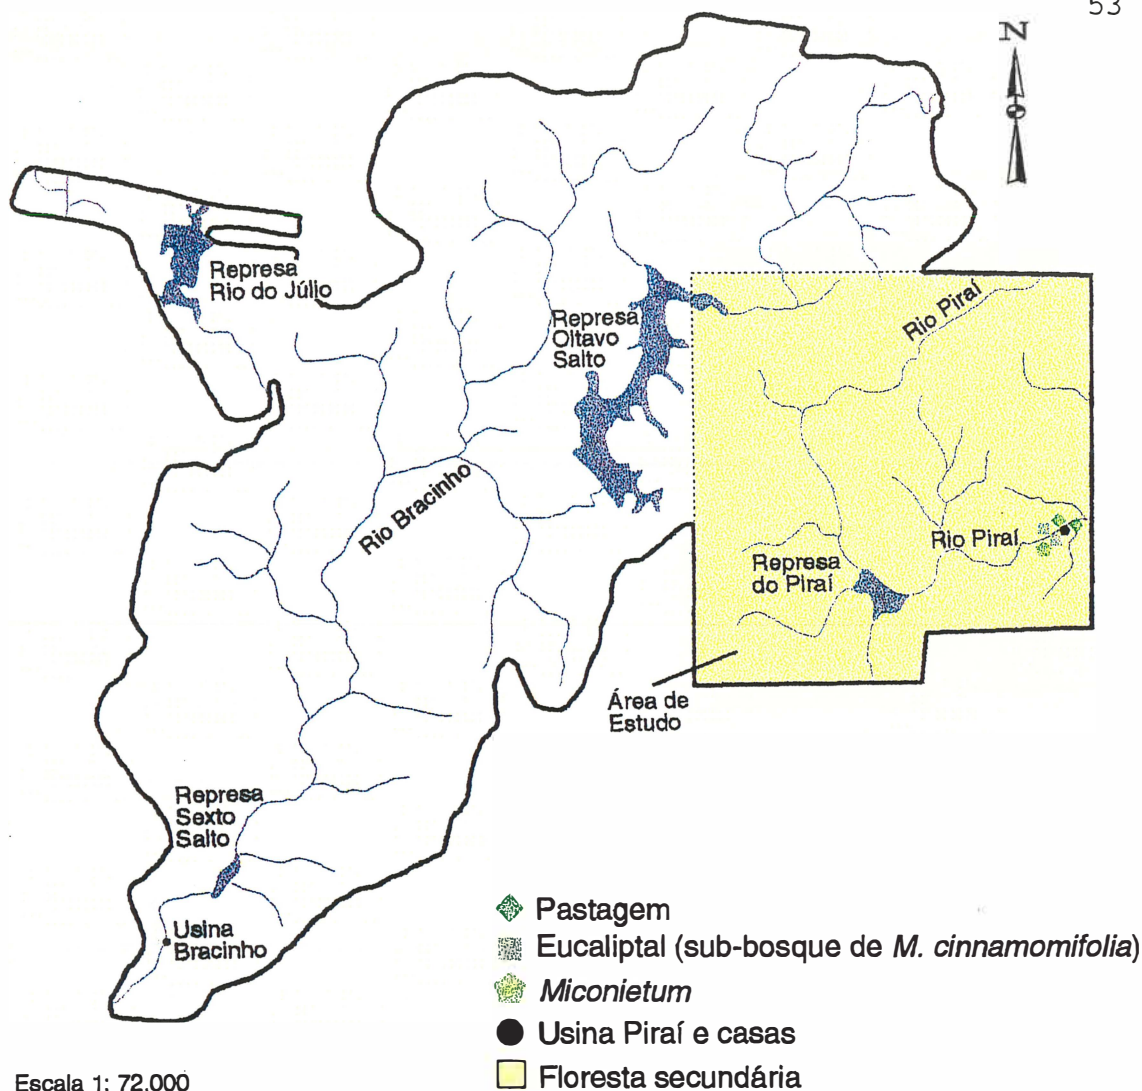 53
N
Represa
Rio do Júlio
Rio Piraí
Represa
Oitavo
Salto
Rio Bracinho
Rio Piraí
Represa
do Piraí
Área de
Estudo
Represa
Sexto
Salto
Usina
Bracinho
Pastagem
Eucaliptal (sub-bosque de M. cinnamomifolia)
Miconietum
Usina Piraí e casas
Floresta secundária
Escala 1: 72.000